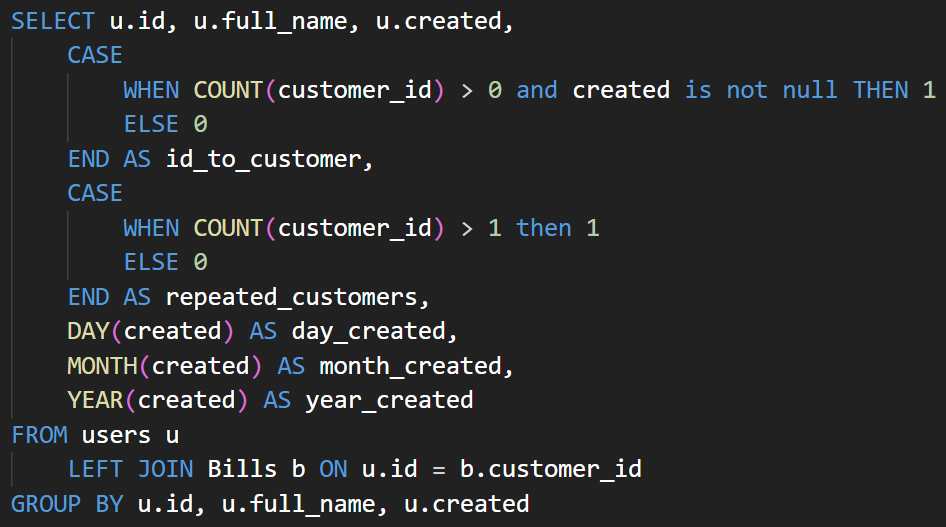 SELECT u.id, u.full_name, u.created,
    CASE
        WHEN COUNT(customer_id) > 0 and created is not null THEN 1
        ELSE 0
    END AS id_to_customer,
    CASE
        WHEN COUNT(customer_id) > 1 then 1
        ELSE 0
    END AS repeated_customers,
    DAY(created) AS day_created,
    MONTH(created) AS month_created,
    YEAR(created) AS year_created
FROM users u
    LEFT JOIN Bills b ON u.id = b.customer_id
GROUP BY u.id, u.full_name, u.created